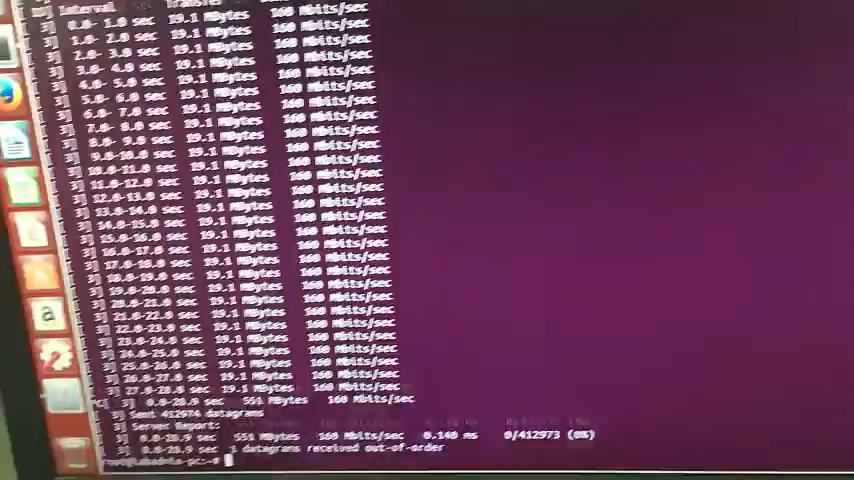 Interval Transfer
3] 0.0- 1.0 sec 19.1 MBytes 160 Mbits/sec
3] 1.0- 2.0 sec 19.1 MBytes 160 Mbits/sec
3] 2.0- 3.0 sec 19.1 MBytes 160 Mbits/sec
3] 3.0- 4.0 sec 19.1 MBytes 160 Mbits/sec
3] 4.0- 5.0 sec 19.1 MBytes 160 Mbits/sec
3] 5.0- 6.0 sec 19.1 MBytes 160 Mbits/sec
3] 6.0- 7.0 sec 19.1 MBytes 160 Mbits/sec
3] 7.0- 8.0 sec 19.1 MBytes 160 Mbits/sec
3] 8.0- 9.0 sec 19.1 MBytes 160 Mbits/sec
3] 9.0-10.0 sec 19.1 MBytes 160 Mbits/sec
3] 10.0-11.0 sec 19.1 MBytes 160 Mbits/sec
3] 11.0-12.0 sec 19.1 MBytes 160 Mbits/sec
3] 12.0-13.0 sec 19.1 MBytes 160 Mbits/sec
3] 13.0-14.0 sec 19.1 MBytes 160 Mbits/sec
3] 14.0-15.0 sec 19.1 MBytes 160 Mbits/sec
3] 15.0-16.0 sec 19.1 MBytes 160 Mbits/sec
3] 16.0-17.0 sec 19.1 MBytes 160 Mbits/sec
3] 17.0-18.0 sec 19.1 MBytes 160 Mbits/sec
3] 18.0-19.0 sec 19.1 MBytes 160 Mbits/sec
3] 19.0-20.0 sec 19.1 MBytes 160 Mbits/sec
3] 20.0-21.0 sec 19.1 MBytes 160 Mbits/sec
3] 21.0-22.0 sec 19.1 MBytes 160 Mbits/sec
3] 22.0-23.0 sec 19.1 MBytes 160 Mbits/sec
3] 23.0-24.0 sec 19.1 MBytes 160 Mbits/sec
3] 24.0-25.0 sec 19.1 MBytes 160 Mbits/sec
3] 25.0-26.0 sec 19.1 MBytes 160 Mbits/sec
3] 26.0-27.0 sec 19.1 MBytes 160 Mbits/sec
3] 27.0-28.0 sec 19.1 MBytes 160 Mbits/sec
^C[ 3] 0.0-28.9 sec 551 MBytes 160 Mbits/sec
3] Sent 412974 datagrams
3] Server Report:
3] 0.0-28.9 sec 551 MBytes 160 Mbits/sec 0.140 ms 0/412973 (0%)
3] 0.0-28.9 sec 1 datagrams received out-of-order